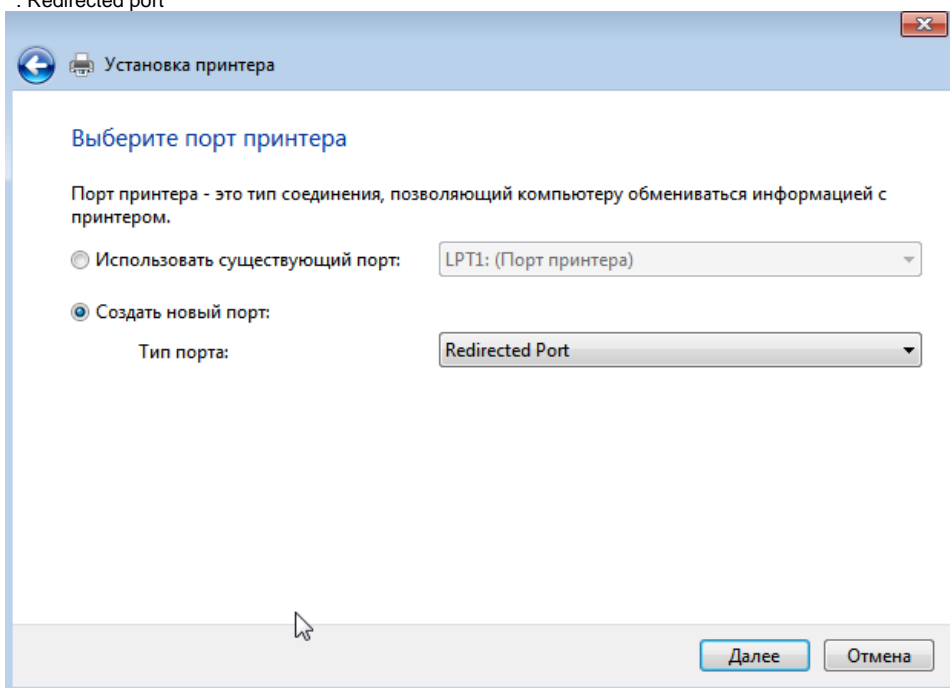 : Redirected port
Установка принтера
Выберите порт принтера
Порт принтера - это тип соединения, позволяющий компьютеру обмениваться информацией с
принтером.
Использовать существующий порт: LPT1: (Порт принтера)
Создать новый порт:
Тип порта: Redirected Port
Далее Отмена